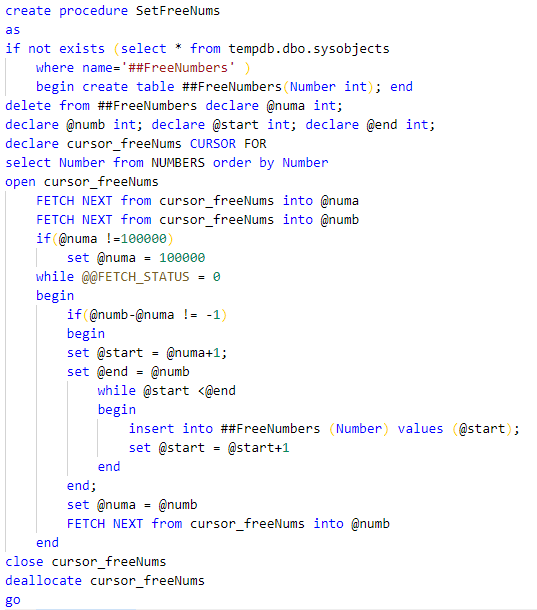 create procedure SetFreeNums
as
if not exists (select * from tempdb.dbo.sysobjects
where name='##FreeNumbers' )
begin create table ##FreeNumbers(Number int); end
delete from ##FreeNumbers declare @numa int;
declare @numb int; declare @start int; declare @end int;
declare cursor_freeNums CURSOR FOR
select Number from NUMBERS order by Number
open cursor_freeNums
FETCH NEXT from cursor_freeNums into @numa
FETCH NEXT from cursor_freeNums into @numb
if(@numa !=100000)
set @numa = 100000
while @@FETCH_STATUS = 0
begin
if(@numb-@numa != -1)
begin
set @start = @numa+1;
set @end = @numb
while @start <@end
begin
insert into ##FreeNumbers (Number) values (@start);
set @start = @start+1
end
end;
set @numa = @numb
FETCH NEXT from cursor_freeNums into @numb
end
close cursor_freeNums
deallocate cursor_freeNums
go